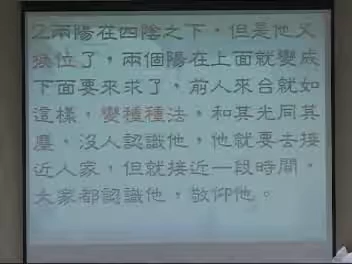 之兩陽在四陰之下，但是他又
換位了，兩個陽在上面就變成
下面要來求了，前人來台就如
這樣，變種種法，和其光同其
塵，沒人認識他，他就要去接
近人家，但就接近一段時間，
大家都認識他，敬仰他。